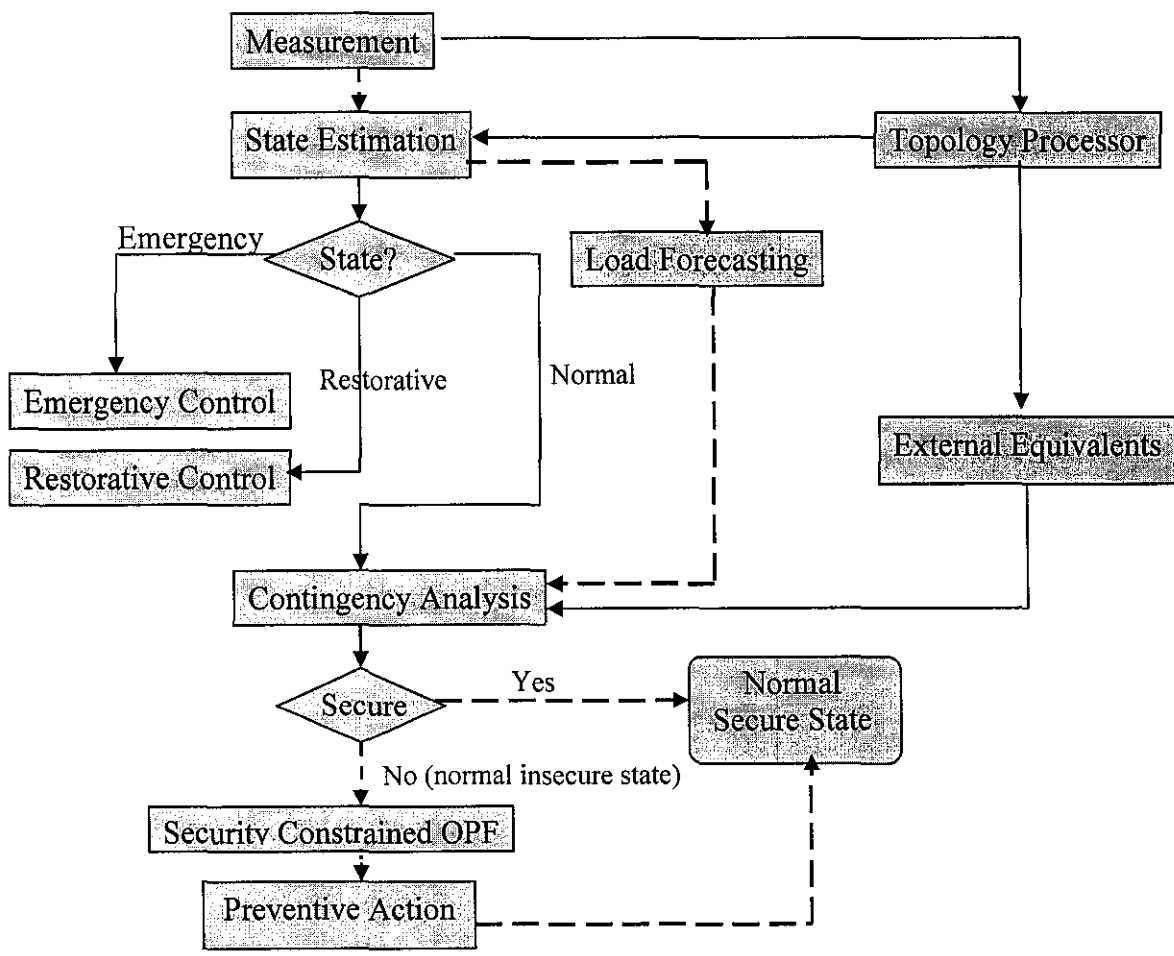 Measurement
State Estimation
Topology Processor
Emergency
State?
Load Forecasting
Restorative
Normal
Emergency Control
External Equivalents
Restorative Control
Contingency Analysis
Yes
Normal
Secure State
Secure
No (normal insecure state)
Security Constrained OPF
Preventive Action